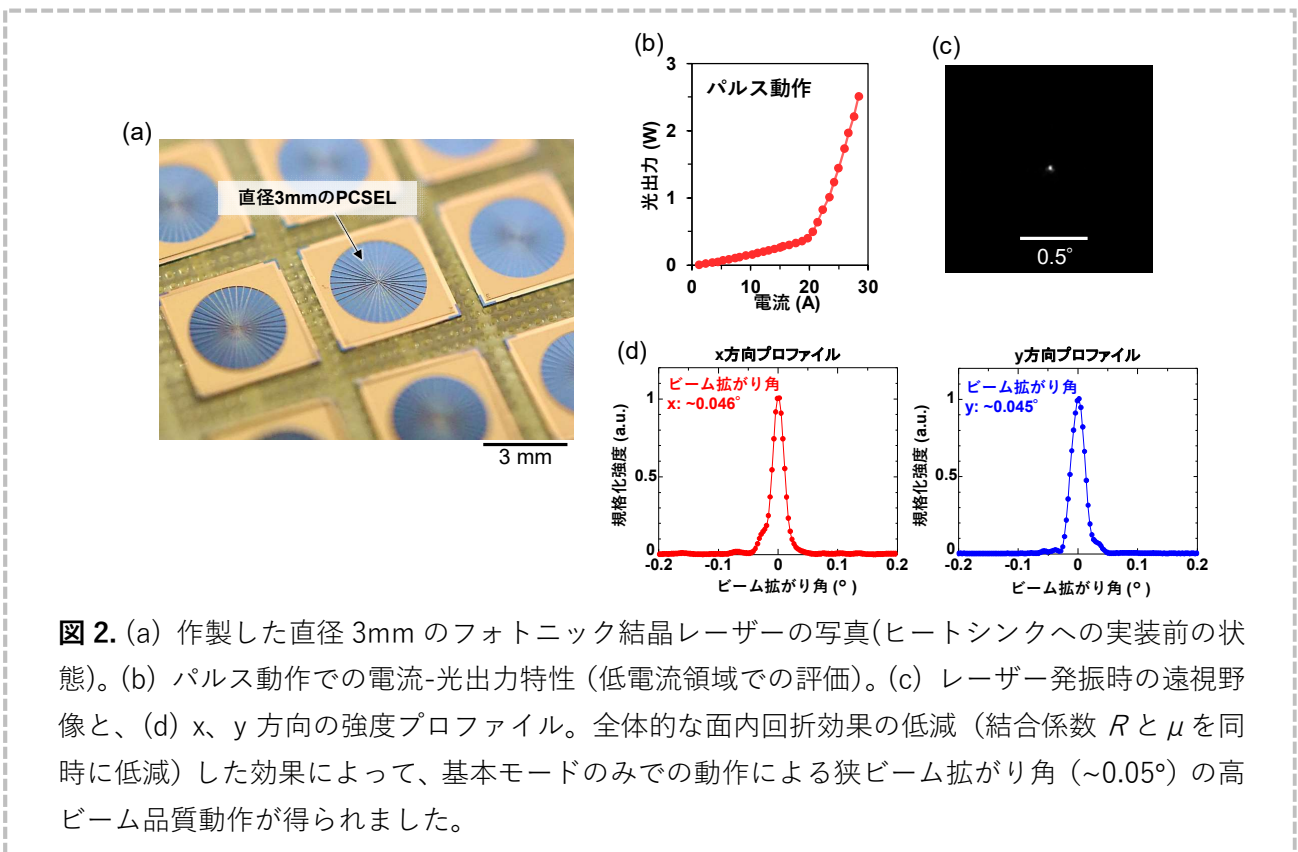 (a)
直径3mmのPCSEL
3 mm
(b)
パルス動作
光出力 (W)
3
2
1
0
0
10
20
30
電流 (A)
(c)
0.5°
(d)
x方向プロファイル
ビーム拡がり角
x: ~0.046°
規格化強度 (a.u.)
1
0.5
0
-0.2
-0.1
0
0.1
0.2
ビーム拡がり角 (° )
y方向プロファイル
ビーム拡がり角
y: ~0.045°
規格化強度 (a.u.)
1
0.5
0
-0.2
-0.1
0
0.1
0.2
ビーム拡がり角 (° )
図 2. (a) 作製した直径 3mm のフォトニック結晶レーザーの写真(ヒートシンクへの実装前の状
態)。(b) パルス動作での電流-光出力特性（低電流領域での評価）。(c) レーザー発振時の遠視野
像と、(d) x、y 方向の強度プロファイル。全体的な面内回折効果の低減（結合係数 R と μ を同
時に低減）した効果によって、基本モードのみでの動作による狭ビーム拡がり角（~0.05°）の高
ビーム品質動作が得られました。